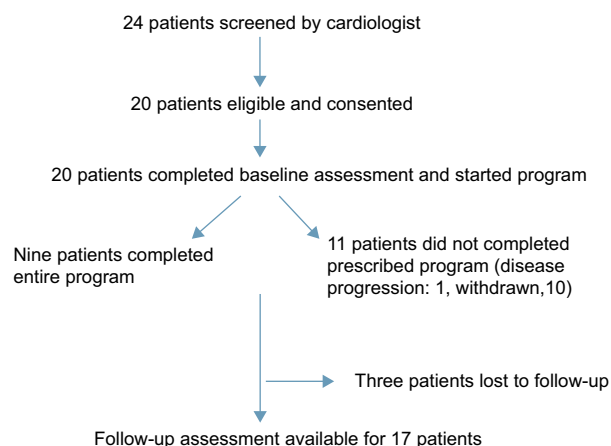 24 patients screened by cardiologist
20 patients eligible and consented
20 patients completed baseline assessment and started program
Nine patients completed
entire program
11 patients did not completed
prescribed program (disease
progression: 1, withdrawn,10)
Three patients lost to follow-up
Follow-up assessment available for 17 patients